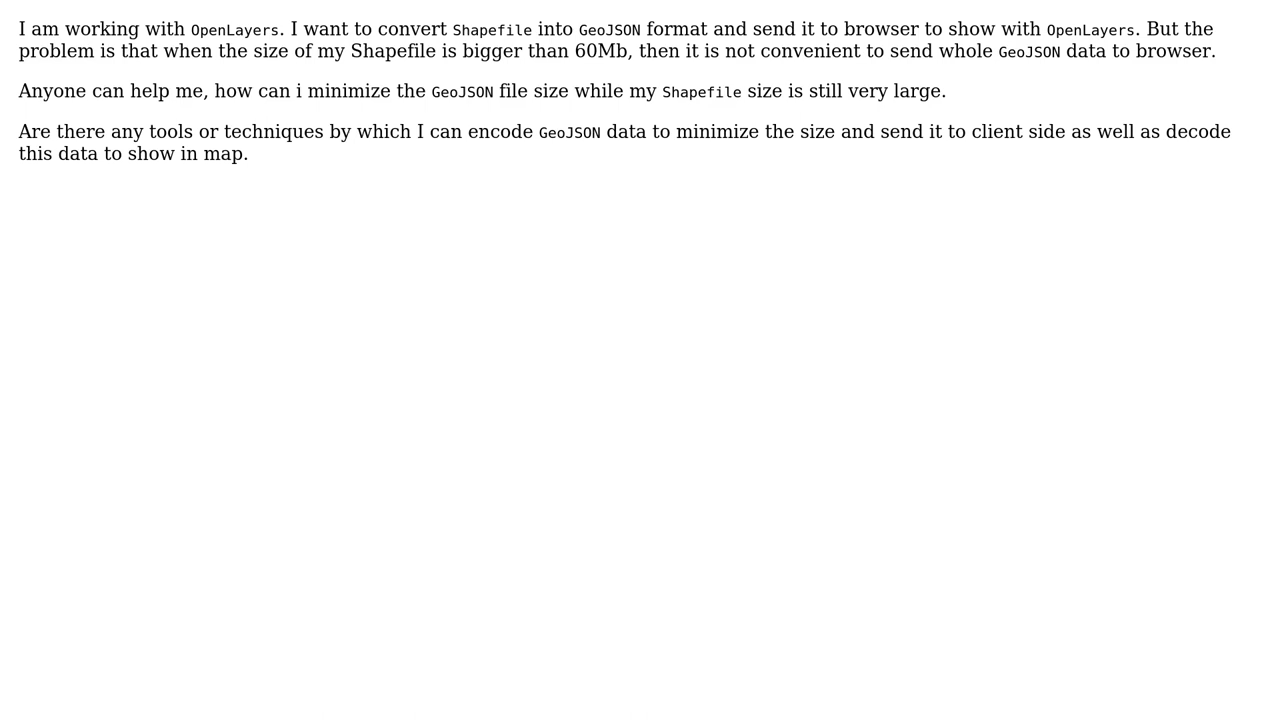 I am working with OpenLayers. I want to convert Shapefile into GeoJSON format and send it to browser to show with OpenLayers. But the
problem is that when the size of my Shapefile is bigger than 60Mb, then it is not convenient to send whole GeoJSON data to browser.
Anyone can help me, how can i minimize the GeoJSON file size while my Shapefile size is still very large.
Are there any tools or techniques by which I can encode GeoJSON data to minimize the size and send it to client side as well as decode
this data to show in map.